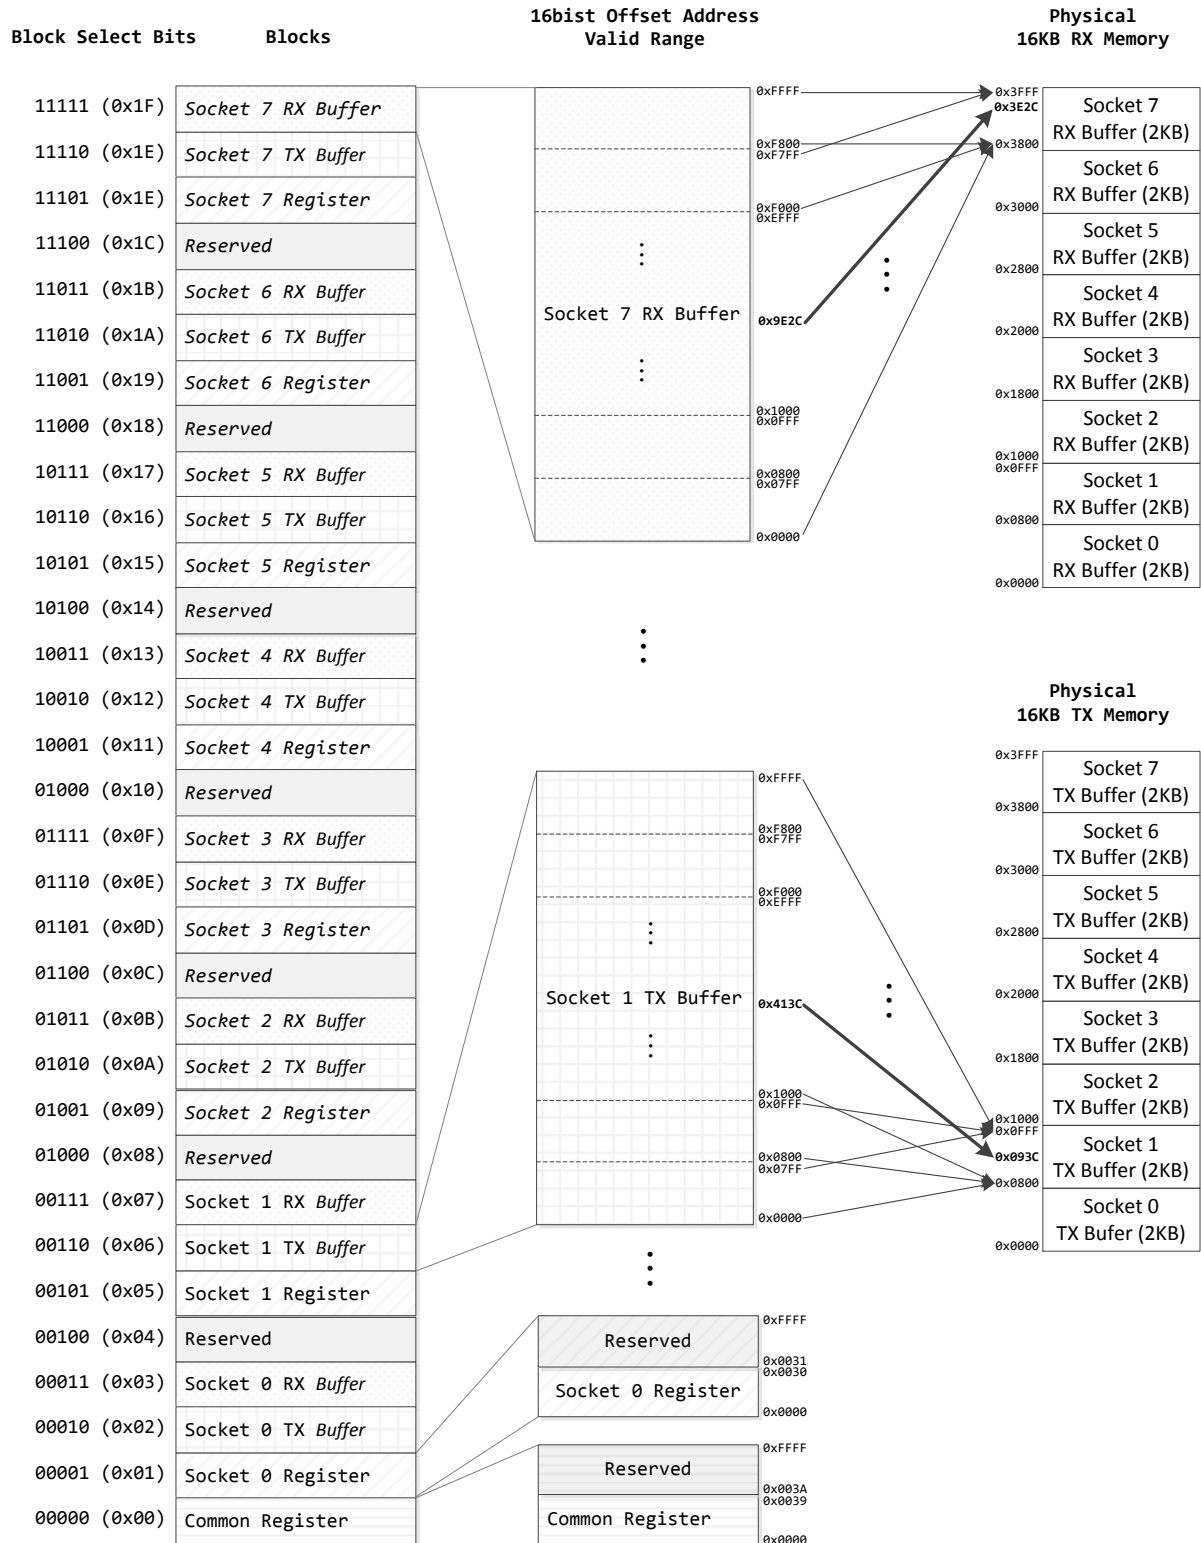 16bist Offset Address
Valid Range
Physical
16KB RX Memory
Block Select Bits
Blocks
11111 (0x1F) Socket 7 RX Buffer
11110 (0x1E) Socket 7 TX Buffer
11101 (0x1E) Socket 7 Register
11100 (0x1C) Reserved
11011 (0x1B) Socket 6 RX Buffer
11010 (0x1A) Socket 6 TX Buffer
11001 (0x19) Socket 6 Register
11000 (0x18) Reserved
10111 (0x17) Socket 5 RX Buffer
10110 (0x16) Socket 5 TX Buffer
10101 (0x15) Socket 5 Register
10100 (0x14) Reserved
10011 (0x13) Socket 4 RX Buffer
10010 (0x12) Socket 4 TX Buffer
10001 (0x11) Socket 4 Register
01000 (0x10) Reserved
01111 (0x0F) Socket 3 RX Buffer
01110 (0x0E) Socket 3 TX Buffer
01101 (0x0D) Socket 3 Register
01100 (0x0C) Reserved
01011 (0x0B) Socket 2 RX Buffer
01010 (0x0A) Socket 2 TX Buffer
01001 (0x09) Socket 2 Register
01000 (0x08) Reserved
00111 (0x07) Socket 1 RX Buffer
00110 (0x06) Socket 1 TX Buffer
00101 (0x05) Socket 1 Register
00100 (0x04) Reserved
00011 (0x03) Socket 0 RX Buffer
00010 (0x02) Socket 0 TX Buffer
00001 (0x01) Socket 0 Register
00000 (0x00) Common Register
0xFFFF
0xF800
0xF7FF
0xF000
0xEFFF
Socket 7 RX Buffer
0x9E2C
0x1000
0x0FFF
0x0800
0x07FF
0x0000
0x3FFF
0x3E2C
Socket 7
RX Buffer (2KB)
0x3800
Socket 6
RX Buffer (2KB)
0x3000
Socket 5
RX Buffer (2KB)
0x2800
Socket 4
RX Buffer (2KB)
0x2000
Socket 3
RX Buffer (2KB)
0x1800
Socket 2
RX Buffer (2KB)
0x1000
0x0FFF
Socket 1
RX Buffer (2KB)
0x0800
Socket 0
RX Buffer (2KB)
0x0000
Physical
16KB TX Memory
0xFFFF
0xF800
0xF7FF
0xF000
0xEFFF
Socket 1 TX Buffer
0x413C
0x1000
0x0FFF
0x0800
0x07FF
0x0000
0x3FFF
Socket 7
TX Buffer (2KB)
0x3800
Socket 6
TX Buffer (2KB)
0x3000
Socket 5
TX Buffer (2KB)
0x2800
Socket 4
TX Buffer (2KB)
0x2000
Socket 3
TX Buffer (2KB)
0x1800
Socket 2
TX Buffer (2KB)
0x1000
0x0FFF
Socket 1
0x093C
TX Buffer (2KB)
0x0800
Socket 0
TX Bufer (2KB)
0x0000
0xFFFF
Reserved
0x0031
0x0030
Socket 0 Register
0x0000
0xFFFF
Reserved
0x003A
0x0039
Common Register
0x0000